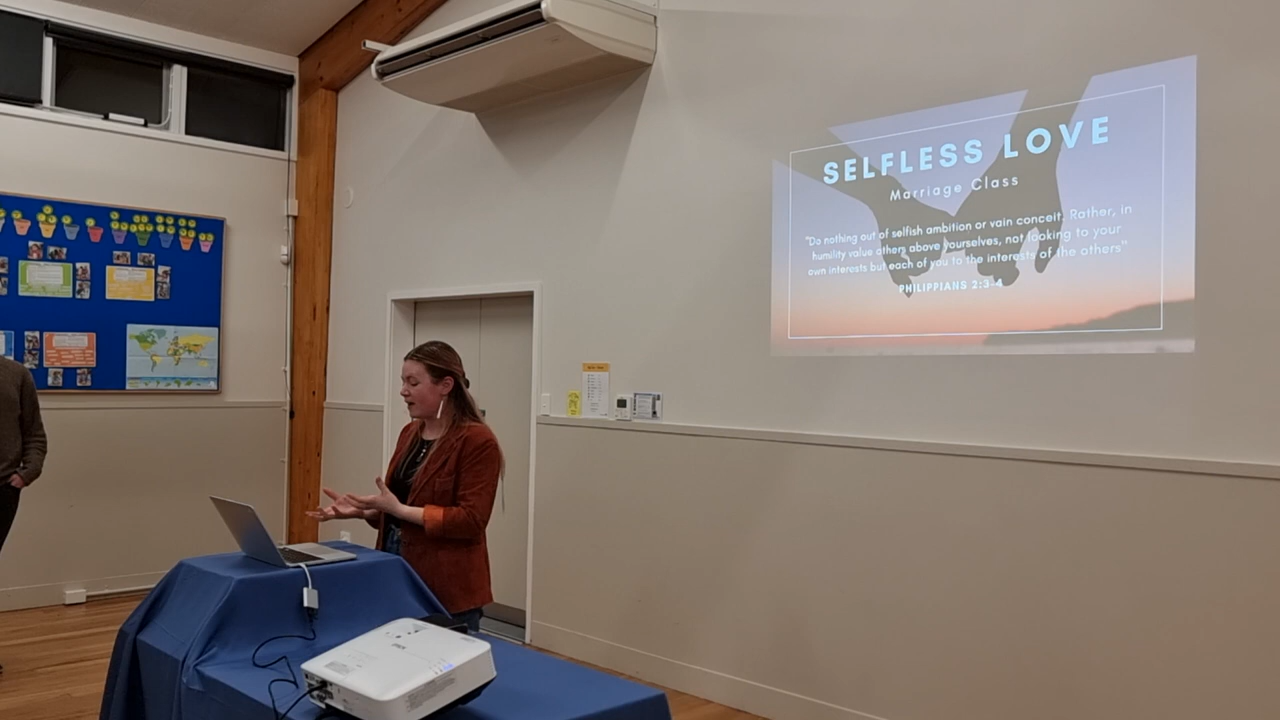 SELFLESS LOVE
Marriage Class
"Do nothing out of selfish ambition or vain conceit. Rather, in
humility value others above yourselves, not looking to your
own interests but each of you to the interests of the others"
PHILIPPIANS 2:3-4